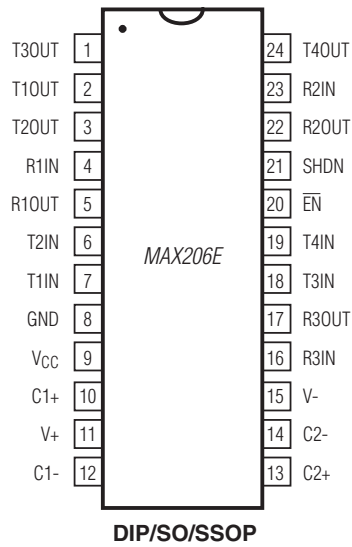 T3OUT 1 24 T4OUT
T1OUT 2 23 R2IN
T2OUT 3 22 R2OUT
R1IN 4 21 SHDN
R1OUT 5 20 E̅N̅
T2IN 6 19 T4IN
MAX206E
T1IN 7 18 T3IN
GND 8 17 R3OUT
VCC 9 16 R3IN
C1+ 10 15 V-
V+ 11 14 C2-
C1- 12 13 C2+
DIP/SO/SSOP